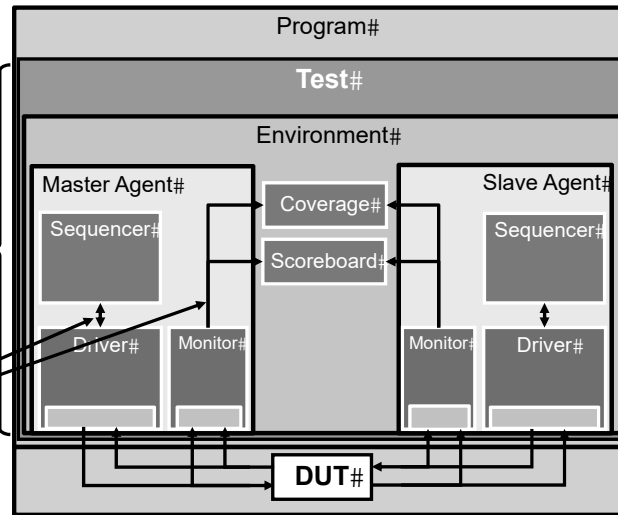 Program#
Test#
Environment#
Master Agent#
Slave Agent#
Coverage#
Sequencer#
Sequencer#
Scoreboard#
Driver#
Monitor#
Monitor#
Driver#
DUT#